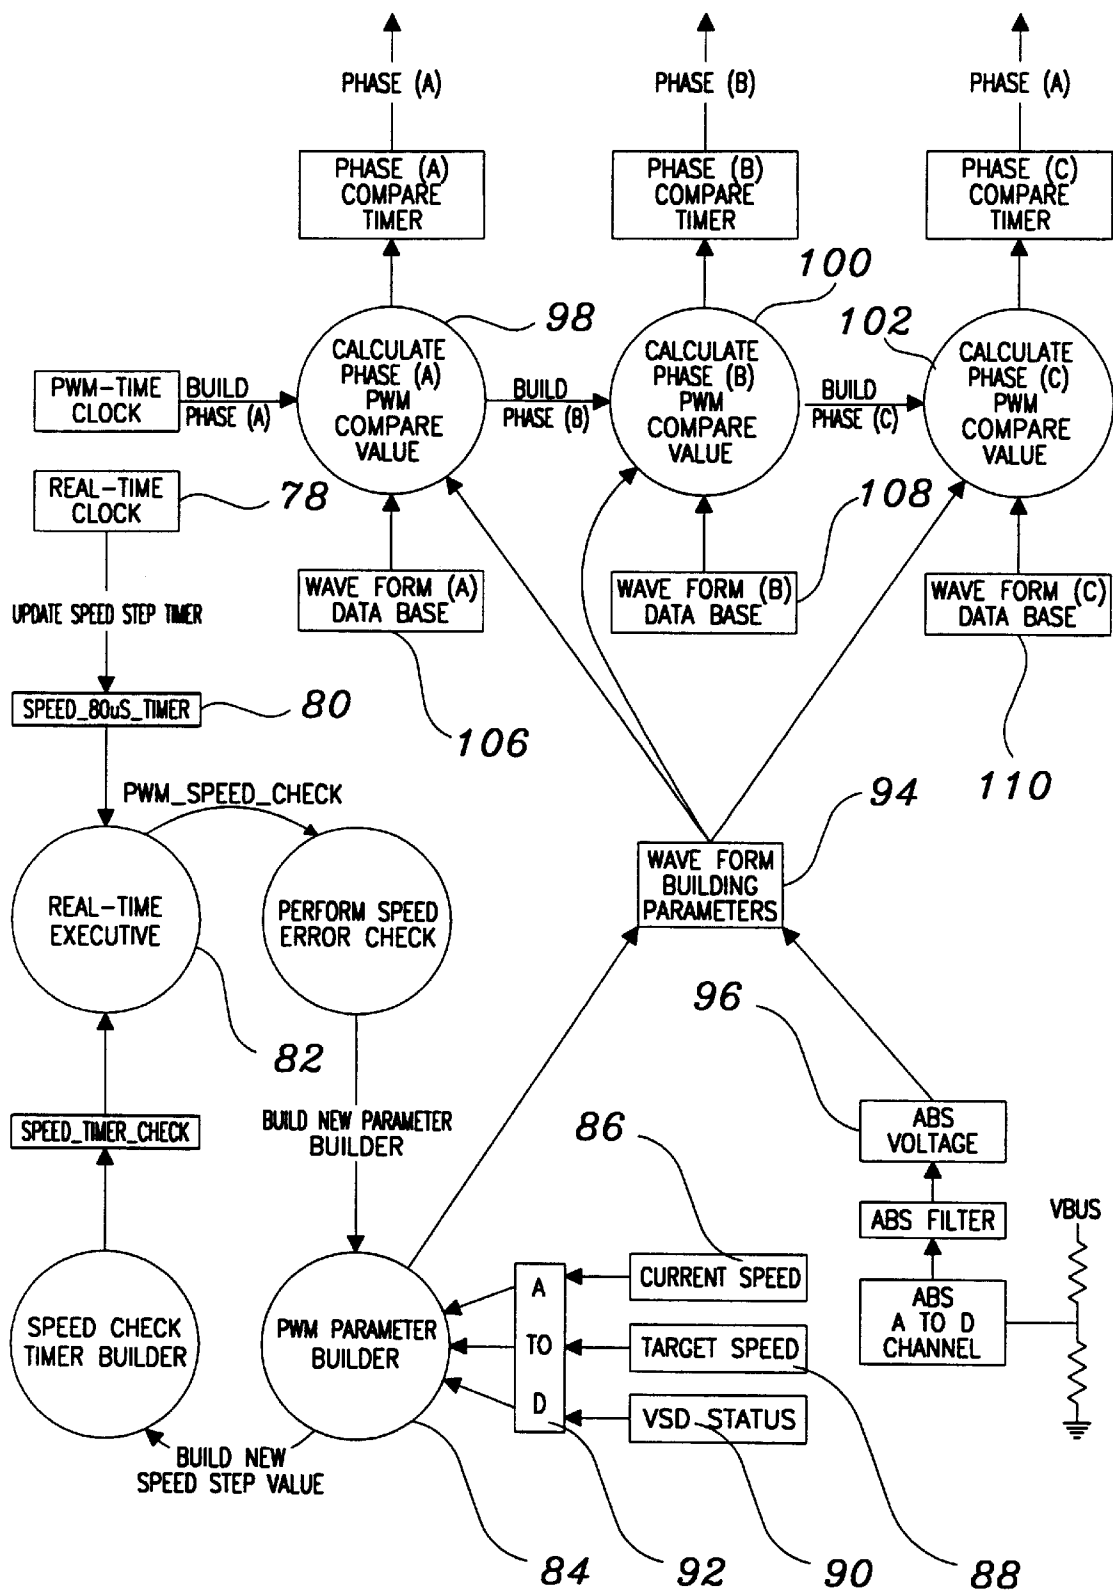 PHASE (A)
PHASE (B)
PHASE (A)
PHASE (A)
COMPARE
TIMER
PHASE (B)
COMPARE
TIMER
PHASE (C)
COMPARE
TIMER
98
100
102
CALCULATE
PHASE (A)
PWM
COMPARE
VALUE
CALCULATE
PHASE (B)
PWM
COMPARE
VALUE
CALCULATE
PHASE (C)
PWM
COMPARE
VALUE
PWM-TIME
CLOCK
BUILD
PHASE (A)
BUILD
PHASE (B)
BUILD
PHASE (C)
REAL-TIME
CLOCK
78
108
WAVE FORM (A)
DATA BASE
WAVE FORM (B)
DATA BASE
WAVE FORM (C)
DATA BASE
UPDATE SPEED STEP TIMER
SPEED_80uS_TIMER
80
106
110
PWM_SPEED_CHECK
94
WAVE FORM
BUILDING
PARAMETERS
REAL-TIME
EXECUTIVE
PERFORM SPEED
ERROR CHECK
96
82
BUILD NEW PARAMETER
BUILDER
SPEED_TIMER_CHECK
86
ABS
VOLTAGE
ABS FILTER
VBUS
ABS
A TO D
CHANNEL
SPEED CHECK
TIMER BUILDER
PWM PARAMETER
BUILDER
A
TO
D
CURRENT SPEED
TARGET SPEED
VSD STATUS
BUILD NEW
SPEED STEP VALUE
84
92
90
88